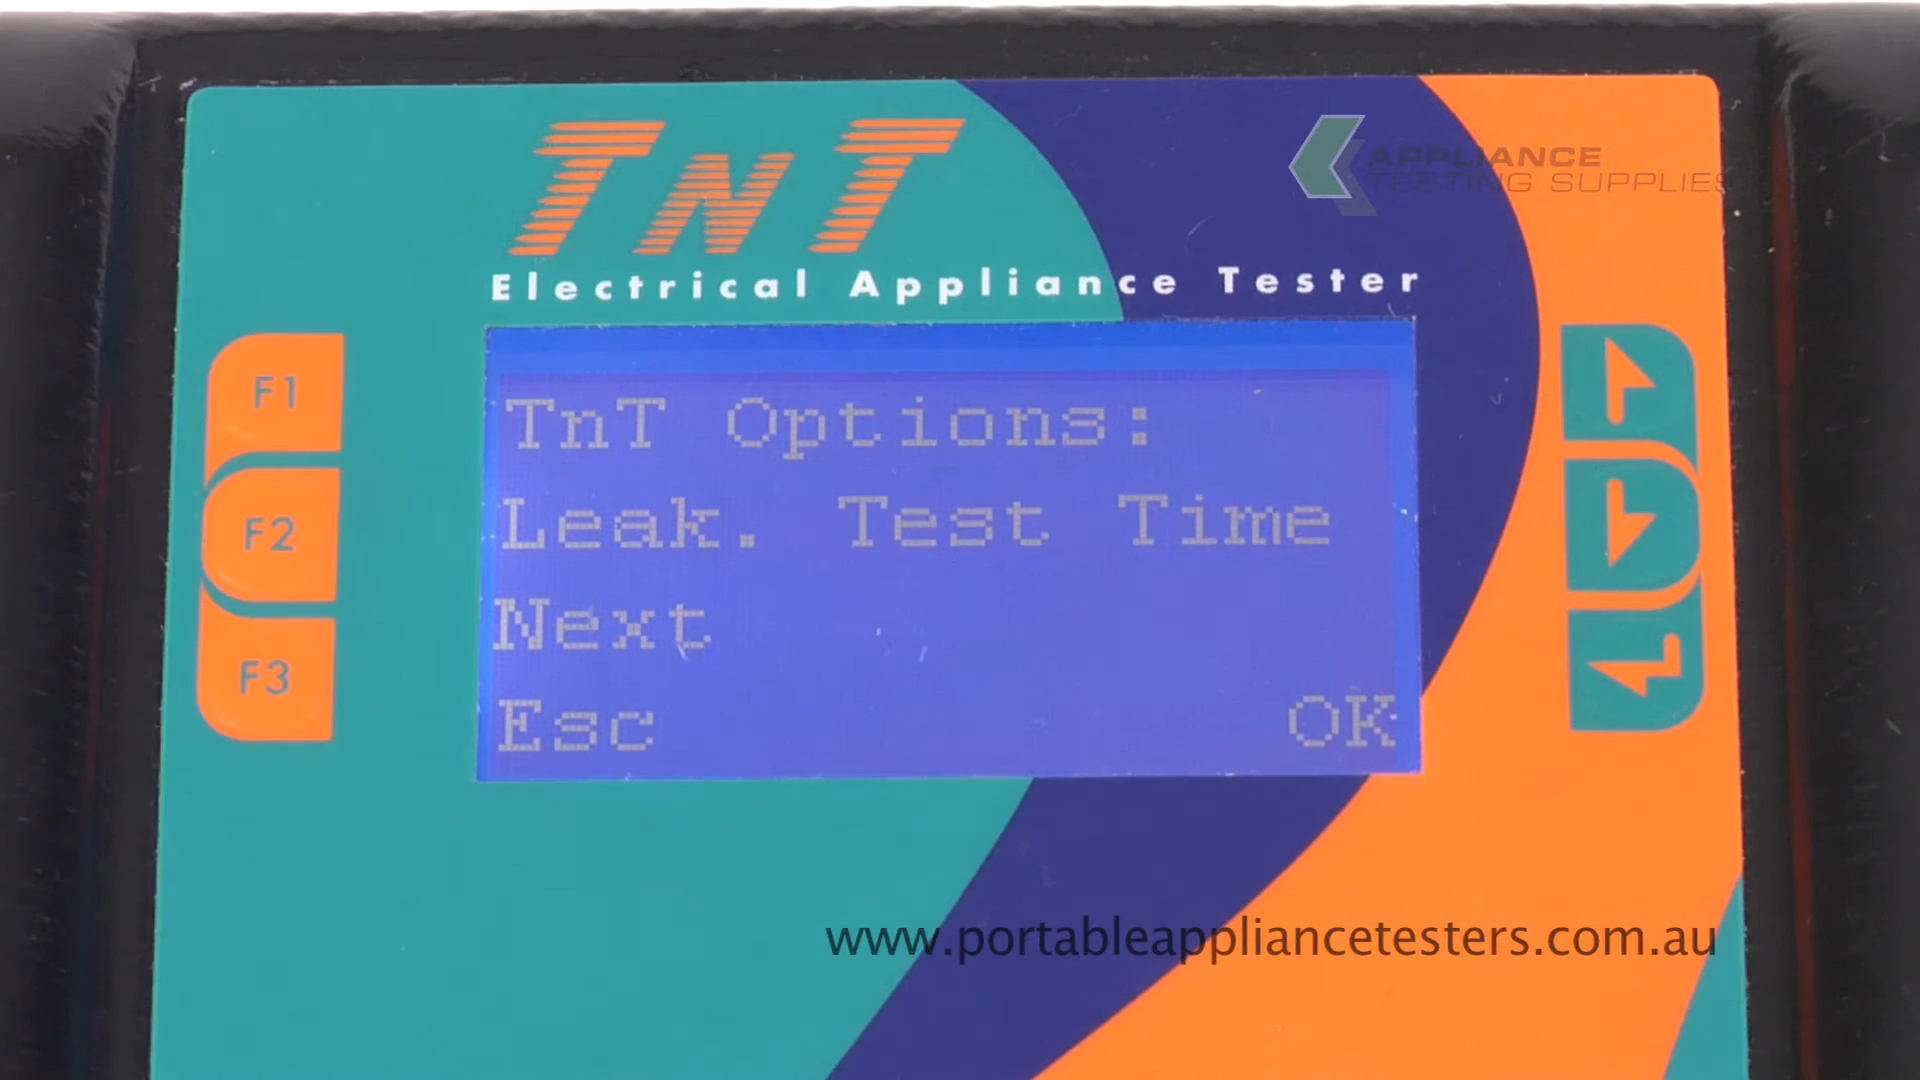 TnT
APPLIANCE
TESTING SUPPLIES
Electrical Appliance Tester
F1
TnT Options:
Leak. Test Time
F2
Next
F3
Esc OK
www.portableappliancetesters.com.au